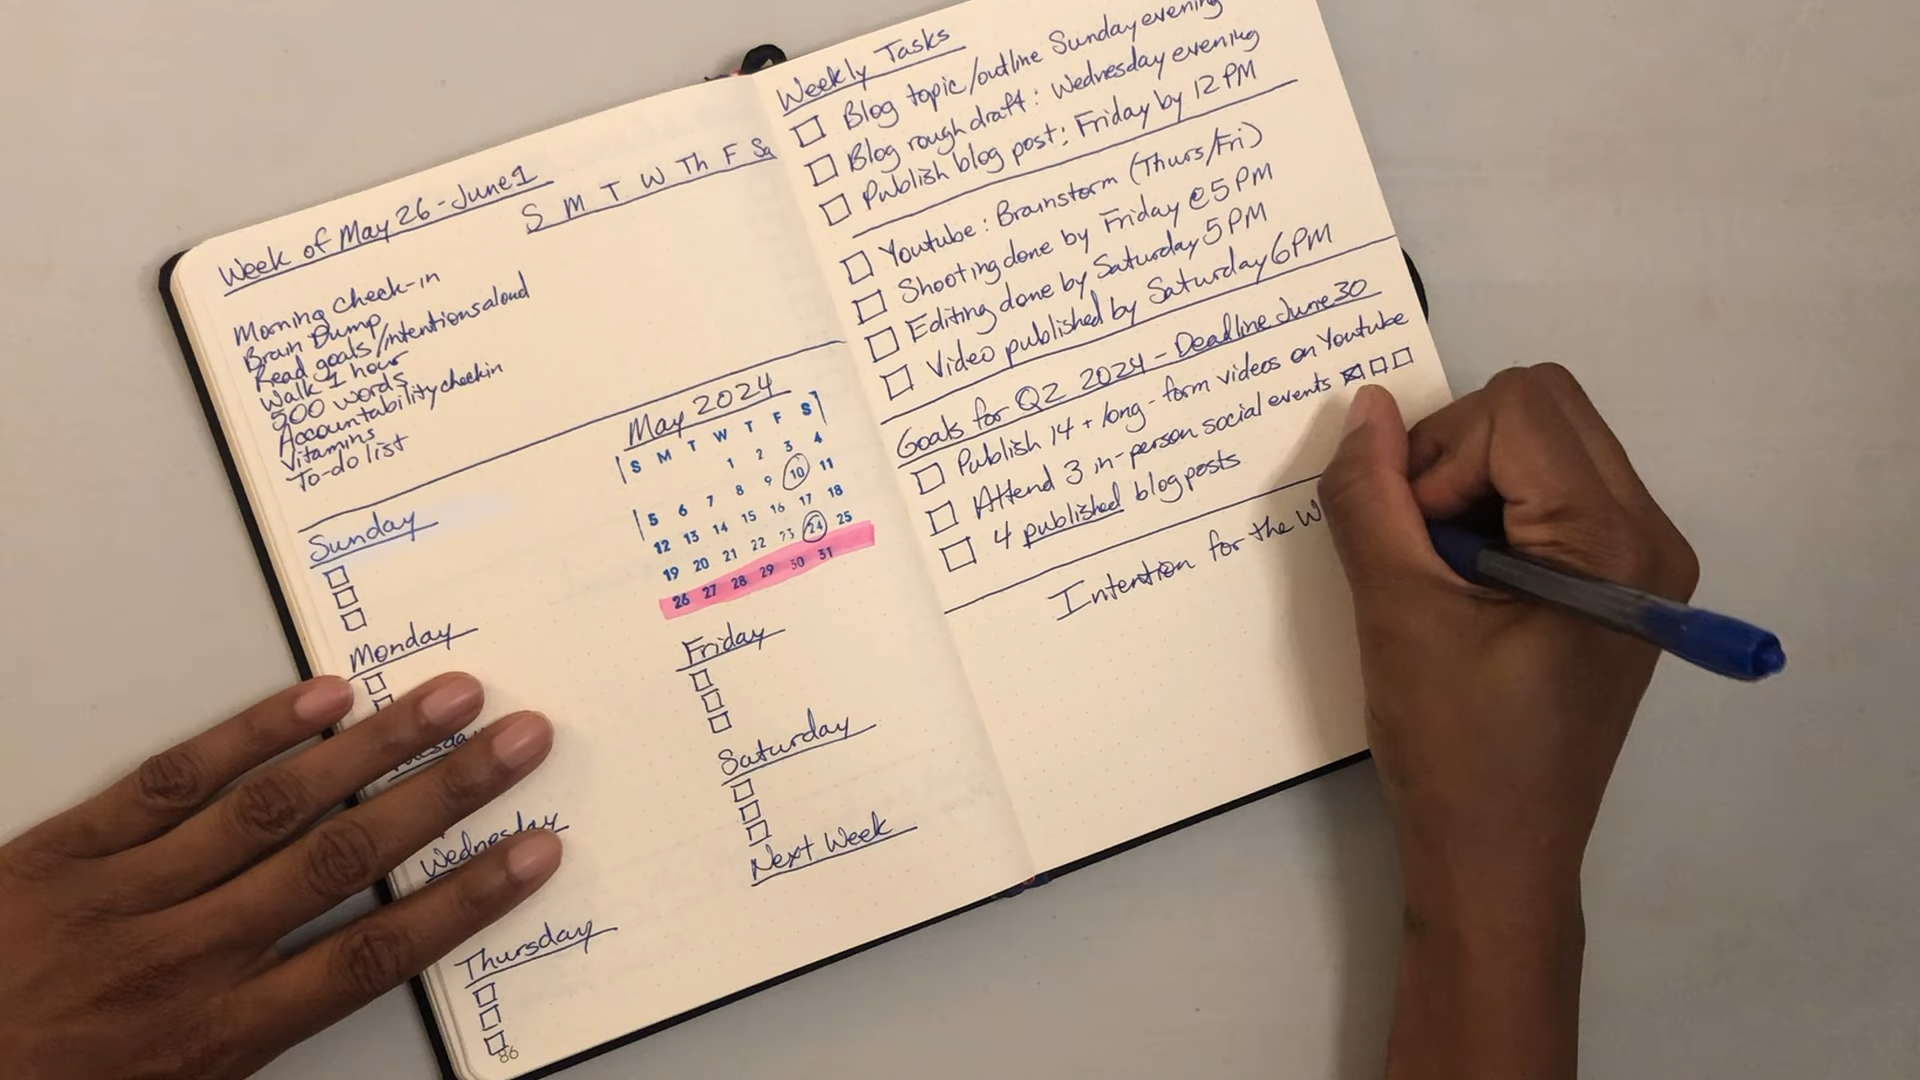 Week of May 26 - June 1
S M T W Th F Sa
Morning check-in
Brain Dump
Read goals/intentions aloud
Walk 1 hour
500 words
Accountability checkin
Vitamins
To-do list
May 2024
S M T W T F S
1 2 3 4
5 6 7 8 9 10 11
12 13 14 15 16 17 18
19 20 21 22 23 24 25
26 27 28 29 30 31
Sunday
Monday
Tuesday
Wednesday
Thursday
86
Friday
Saturday
Next Week
Weekly Tasks
Blog topic/outline Sunday evening
Blog rough draft: Wednesday evening
Publish blog post: Friday by 12 PM
Youtube: Brainstorm (Thurs/Fri)
Shooting done by Friday @ 5 PM
Editing done by Saturday 5 PM
Video published by Saturday 6 PM
Goals for Q2 2024 - Deadline June 30
Publish 14 + long-form videos on Youtube
Attend 3 in-person social events
4 published blog posts
Intention for the W